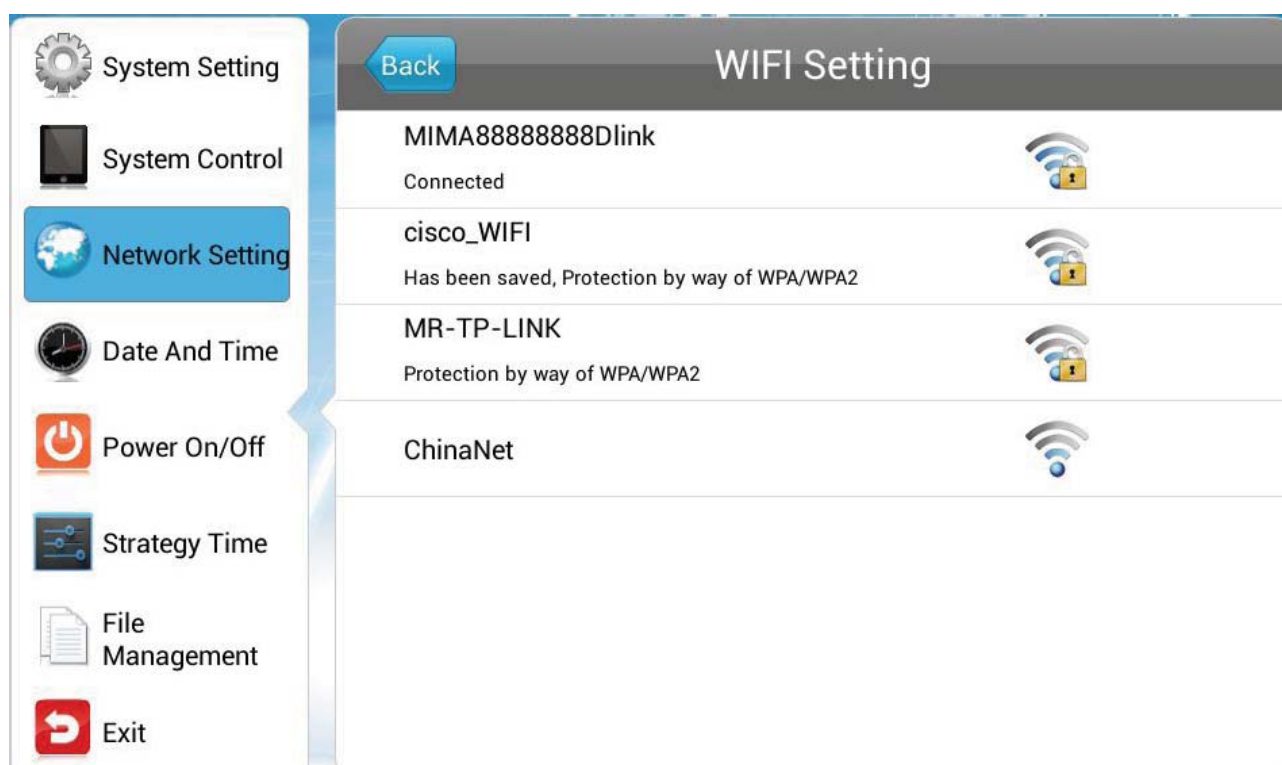 System Setting
System Control
Network Setting
Date And Time
Power On/Off
Strategy Time
File
Management
Exit
Back
WIFI Setting
MIMA88888888Dlink
Connected
cisco_WIFI
Has been saved, Protection by way of WPA/WPA2
MR-TP-LINK
Protection by way of WPA/WPA2
ChinaNet